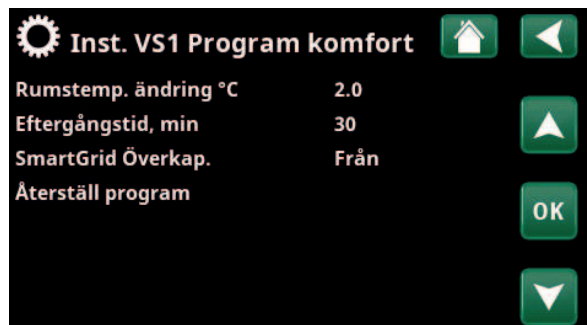 Inst. VS1 Program komfort
Rumstemp. ändring °C 2.0
Eftergångstid, min 30
SmartGrid Överkap. Från
Återställ program
OK